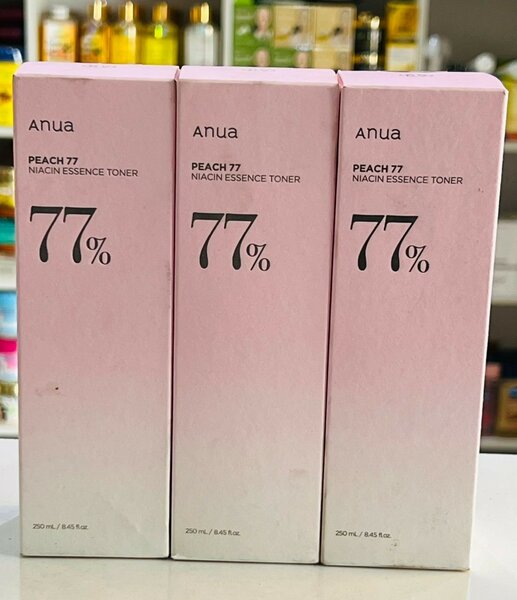 Anua
PEACH 77
NIACIN ESSENCE TONER
77%
250 mL / 8.45 fl.oz.
Anua
PEACH 77
NIACIN ESSENCE TONER
77%
250 mL / 8.45 fl.oz.
Anua
PEACH 77
NIACIN ESSENCE TONER
77%
250 mL / 8.45 fl.oz.